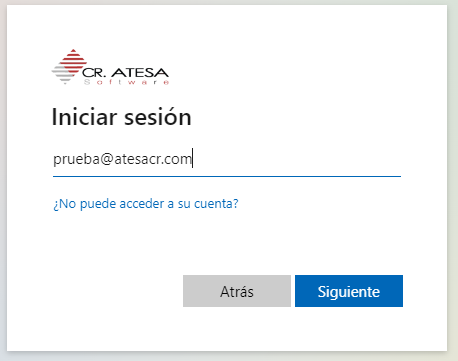 CR. ATESA
Software
Iniciar sesión
prueba@atesacr.com
¿No puede acceder a su cuenta?
Atrás
Siguiente